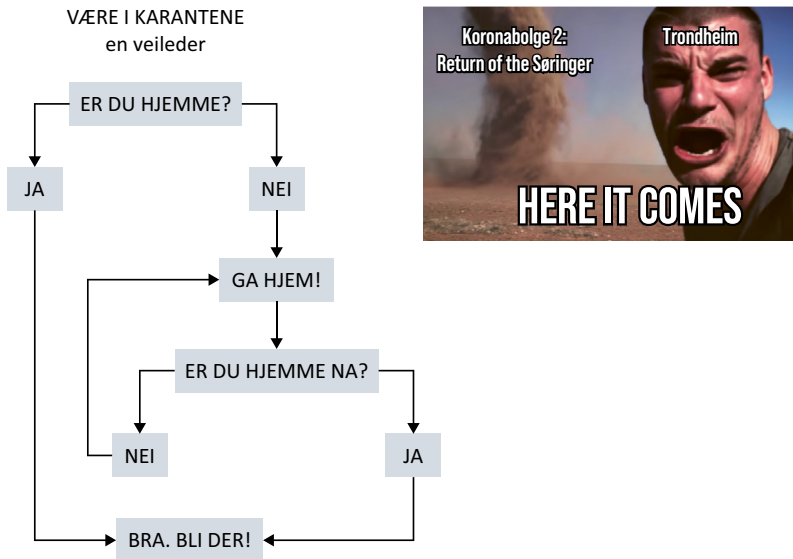 VÆRE I KARANTENE
en veileder
ER DU HJEMME?
JA
NEI
GA HJEM!
ER DU HJEMME NA?
NEI
JA
BRA. BLI DER!
Koronabolge 2:
Return of the Søringer
Trondheim
HERE IT COMES